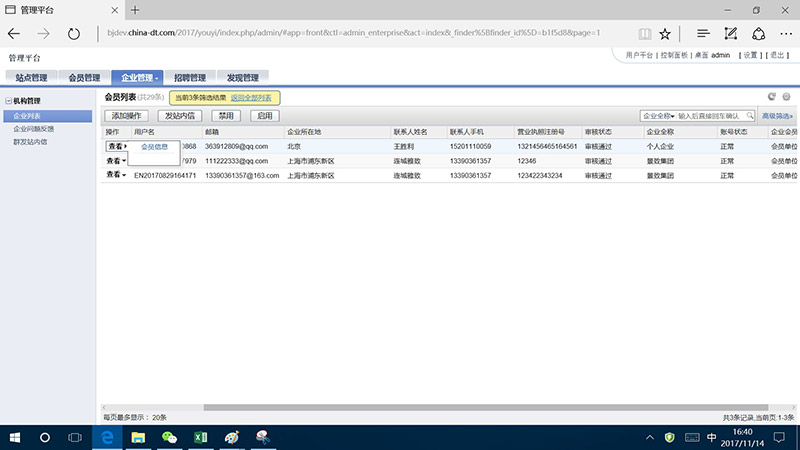 管理平台
bjdev.china-dt.com/2017/youyi/index.php/admin/#app=front&ctl=admin_enterprise&act=index&_finder%5Bfinder_id%5D=b1f5d8&page=1
管理平台
用户平台 | 控制面板 | 桌面 admin [ 设置 ] [ 退出 ]
站点管理 会员管理 企业管理 招聘管理 发现管理
机构管理
企业列表
企业问题反馈
群发站内信
会员列表(共29条) 当前3条筛选结果 返回全部列表
添加操作 发站内信 禁用 启用 企业全称 输入后直接回车确认 高级筛选»
操作 用户名 邮箱 企业所在地 联系人姓名 联系人手机 营业执照注册号 审核状态 企业全称 账号状态 企业会员
查看 0868 363912809@qq.com 北京 王胜利 15201110059 1321456465164561 审核通过 个人企业 正常 会员单位
会员信息
查看 7979 111222333@qq.com 上海市浦东新区 连城雅致 13390361357 12346 审核通过 景致集团 正常 会员单位
查看 EN20170829164171 13390361357@163.com 上海市浦东新区 连城雅致 13390361357 123422343234 审核通过 景致集团 正常 会员单位
每页最多显示： 20条 共3条记录,当前页 1-3条
中 16:40
2017/11/14